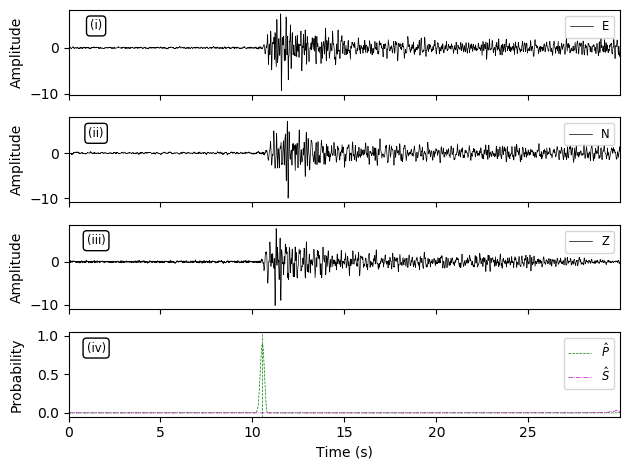 (i)
E
Amplitude
0
−10
(ii)
N
Amplitude
0
−10
(iii)
Z
Amplitude
0
−10
(iv)
P̂
Ŝ
Probability
1.0
0.5
0.0
0 5 10 15 20 25
Time (s)